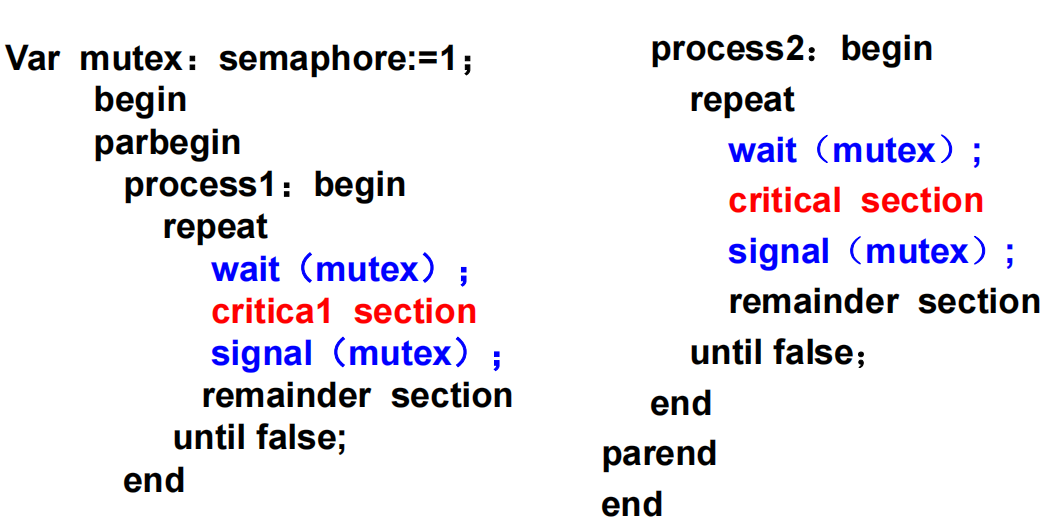 Var mutex：semaphore:=1；
begin
parbegin
process1：begin
repeat
wait（mutex）；
critica1 section
signal（mutex）；
remainder section
until false;
end
process2：begin
repeat
wait（mutex）;
critical section
signal（mutex）;
remainder section
until false；
end
parend
end